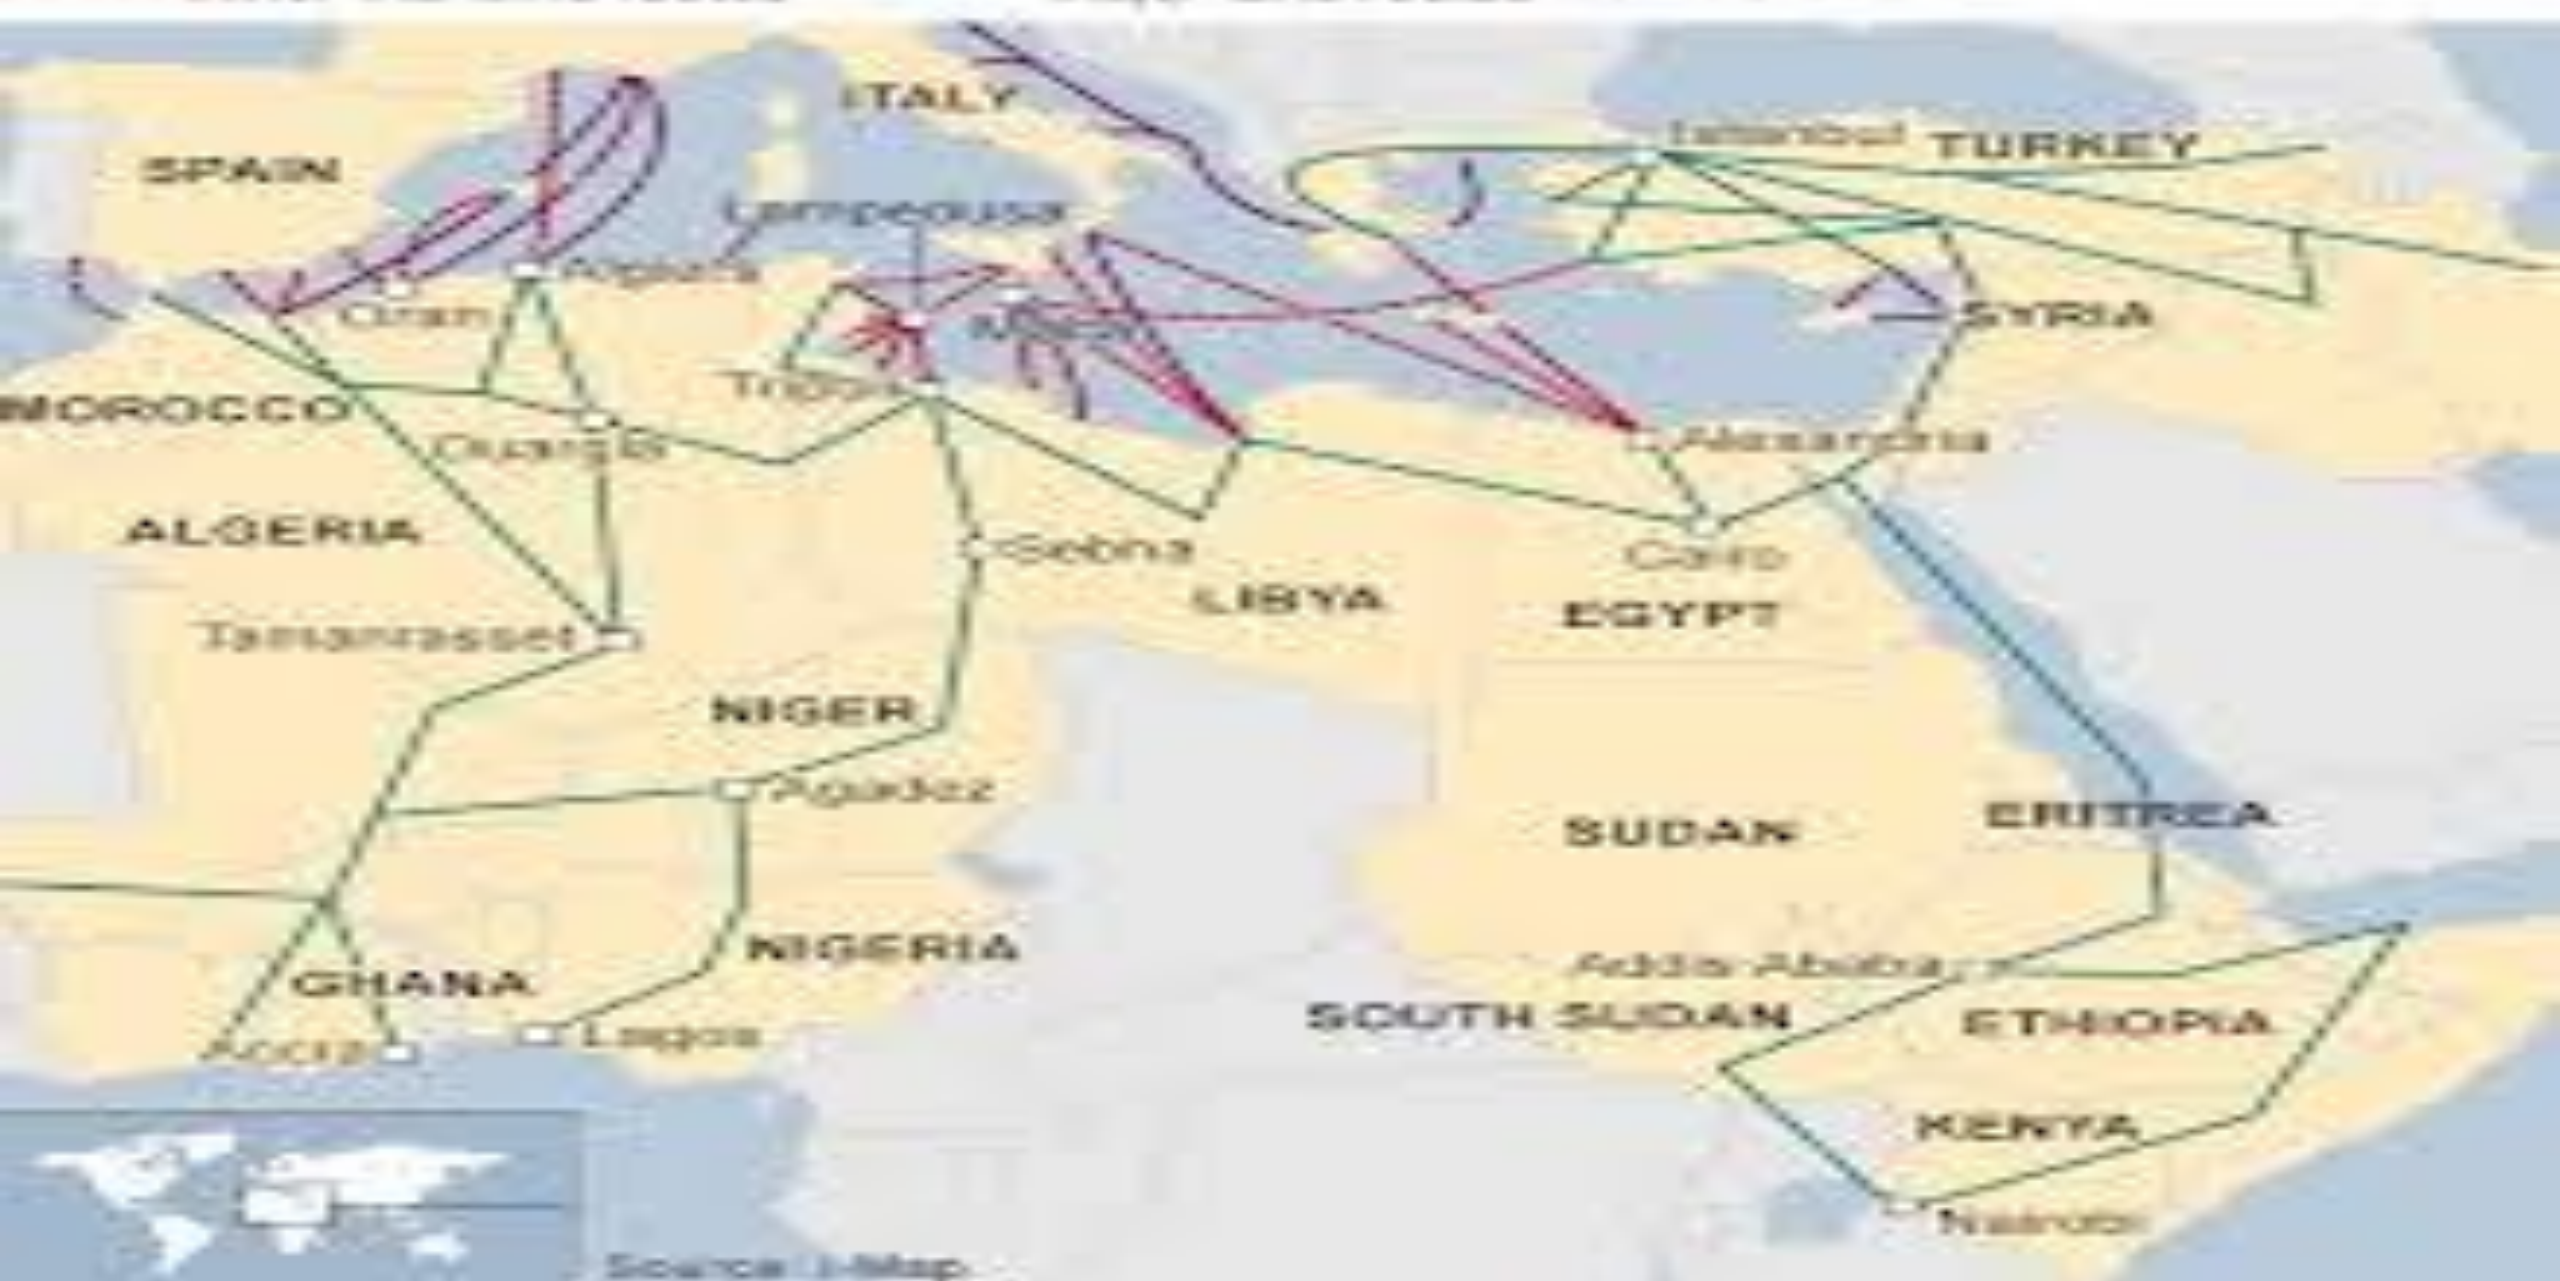 ITALY
Istanbul TURKEY
SPAIN
Lampedusa
Algiers
Oran
SYRIA
Malta
Tripoli
MOROCCO
Alexandria
Ouargla
ALGERIA
Sebha
Cairo
LIBYA
EGYPT
Tamanrasset
NIGER
Agadez
SUDAN
ERITREA
NIGERIA
Addis Ababa
GHANA
SOUTH SUDAN
ETHIOPIA
Lagos
Accra
KENYA
Nairobi
Source: i-Map